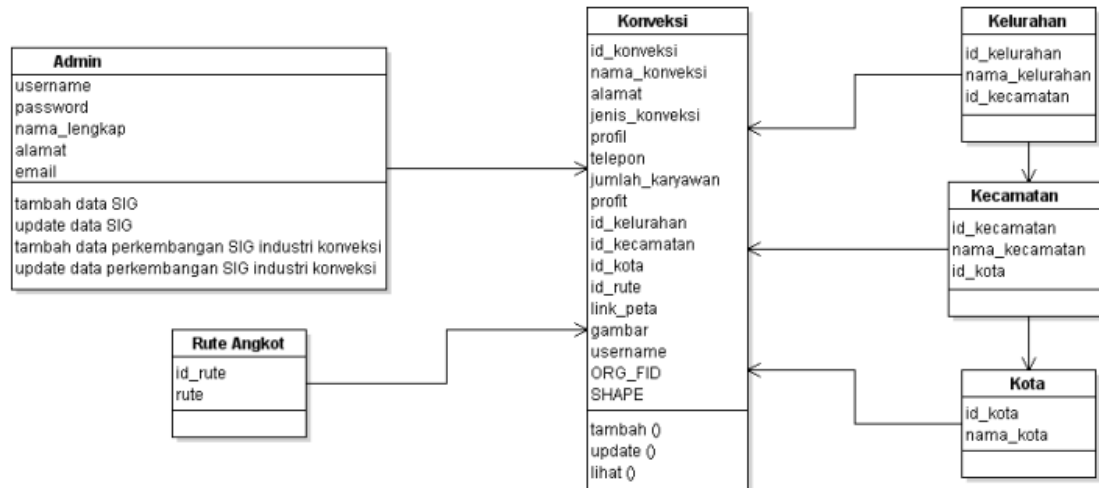 Admin
username
password
nama_lengkap
alamat
email
tambah data SIG
update data SIG
tambah data perkembangan SIG industri konveksi
update data perkembangan SIG industri konveksi
Rute Angkot
id_rute
rute
Konveksi
id_konveksi
nama_konveksi
alamat
jenis_konveksi
profil
telepon
jumlah_karyawan
profit
id_kelurahan
id_kecamatan
id_kota
id_rute
link_peta
gambar
username
ORG_FID
SHAPE
tambah ()
update ()
lihat ()
Kelurahan
id_kelurahan
nama_kelurahan
id_kecamatan
Kecamatan
id_kecamatan
nama_kecamatan
id_kota
Kota
id_kota
nama_kota